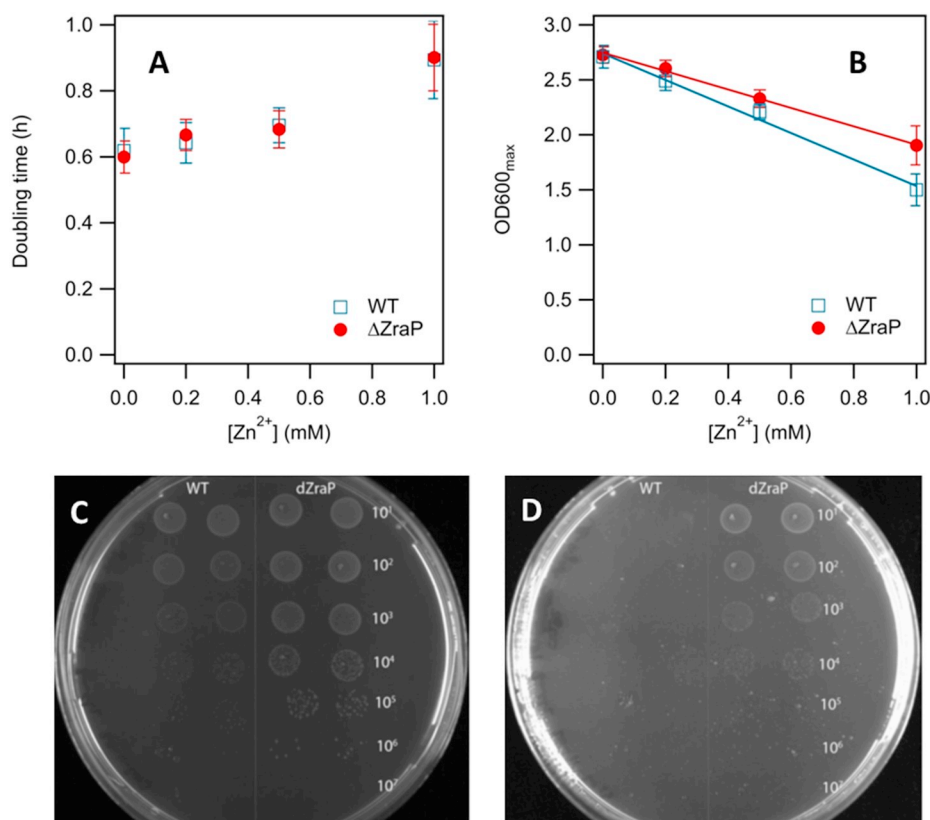 A
Doubling time (h)
1.0
0.8
0.6
0.4
0.2
0.0
WT
ΔZraP
0.0 0.2 0.4 0.6 0.8 1.0
[Zn²⁺] (mM)
B
OD600max
3.0
2.5
2.0
1.5
1.0
0.5
0.0
WT
ΔZraP
0.0 0.2 0.4 0.6 0.8 1.0
[Zn²⁺] (mM)
C
WT dZraP
10¹
10²
10³
10⁴
10⁵
10⁶
10⁷
D
WT dZraP
10¹
10²
10³
10⁴
10⁵
10⁶